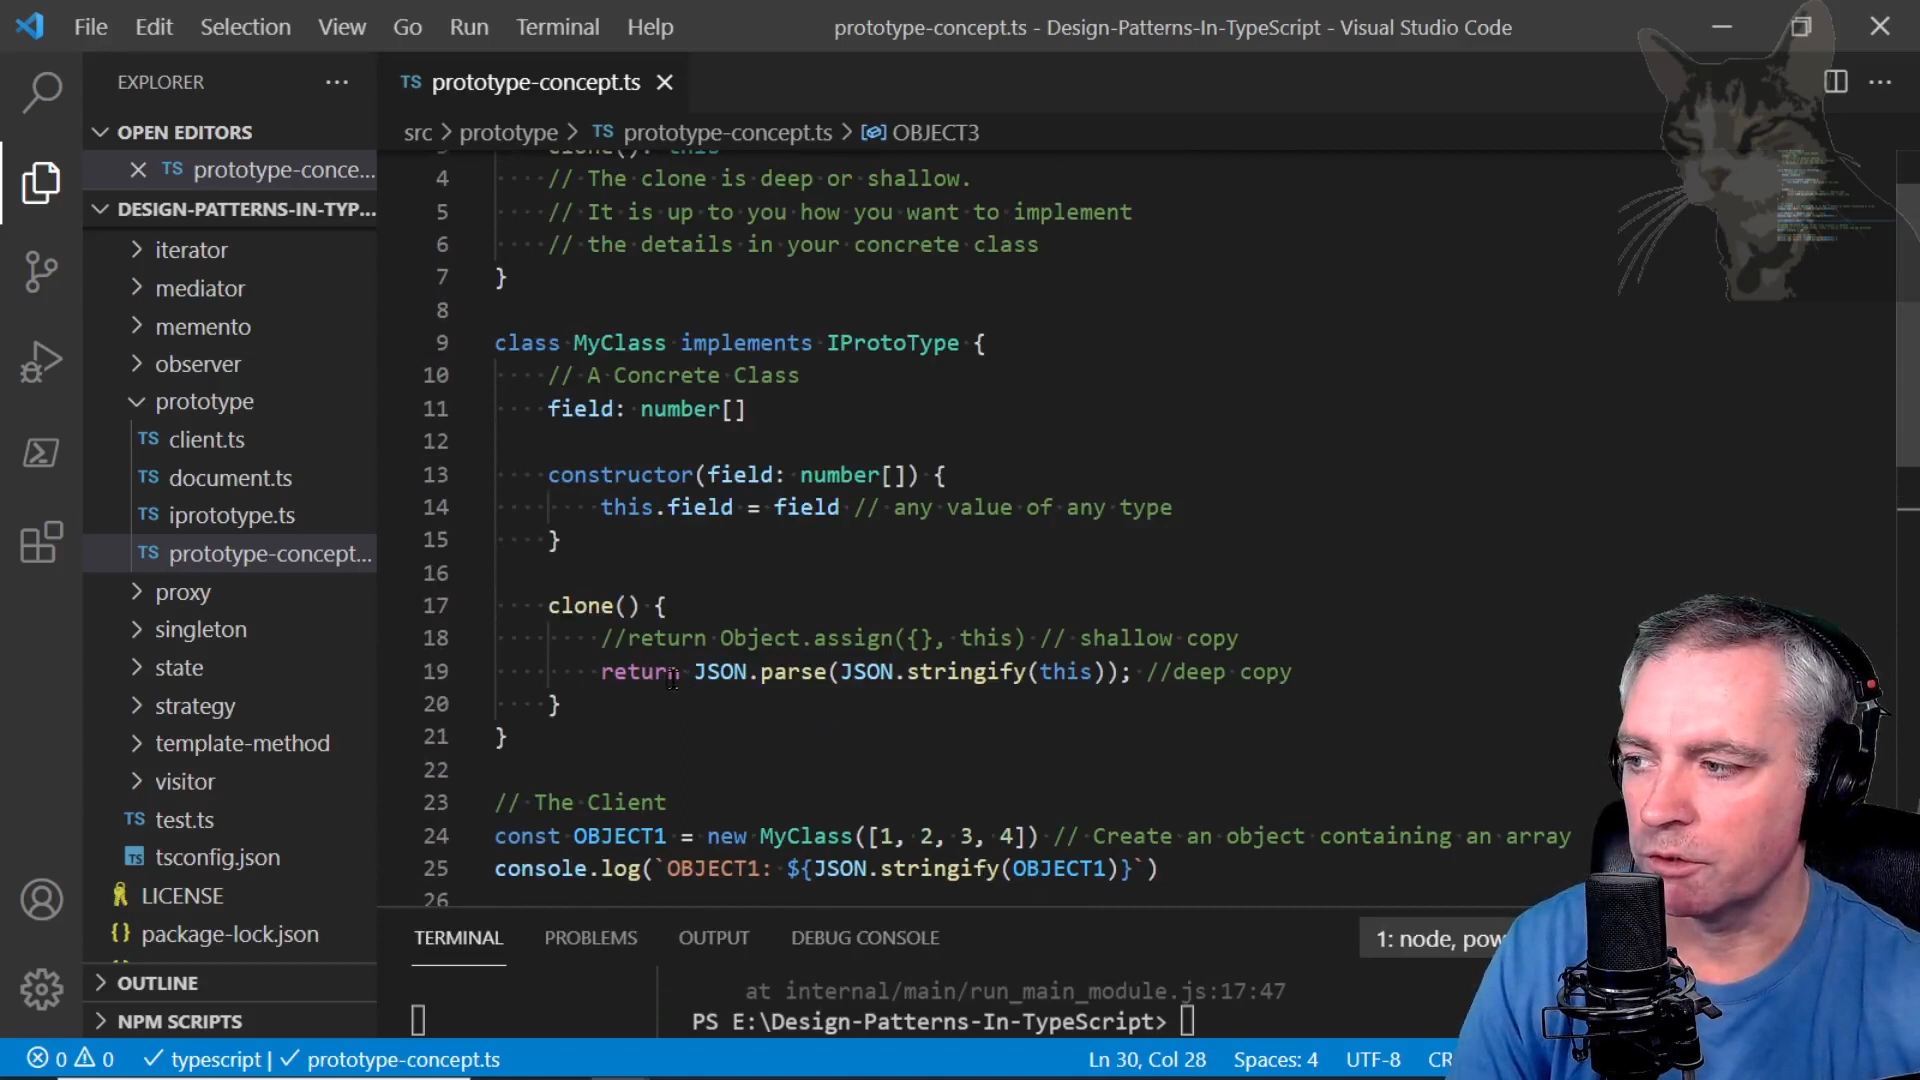 File Edit Selection View Go Run Terminal Help
prototype-concept.ts - Design-Patterns-In-TypeScript - Visual Studio Code
EXPLORER
OPEN EDITORS
TS prototype-conce...
DESIGN-PATTERNS-IN-TYP...
iterator
mediator
memento
observer
prototype
TS client.ts
TS document.ts
TS iprototype.ts
TS prototype-concept...
proxy
singleton
state
strategy
template-method
visitor
TS test.ts
TS tsconfig.json
LICENSE
{} package-lock.json
OUTLINE
NPM SCRIPTS
TS prototype-concept.ts
src > prototype > TS prototype-concept.ts > OBJECT3
clone(): this
4 // The clone is deep or shallow.
5 // It is up to you how you want to implement
6 // the details in your concrete class
7 }
8
9 class MyClass implements IProtoType {
10 // A Concrete Class
11 field: number[]
12
13 constructor(field: number[]) {
14 this.field = field // any value of any type
15 }
16
17 clone() {
18 //return Object.assign({}, this) // shallow copy
19 return JSON.parse(JSON.stringify(this)); //deep copy
20 }
21 }
22
23 // The Client
24 const OBJECT1 = new MyClass([1, 2, 3, 4]) // Create an object containing an array
25 console.log(`OBJECT1: ${JSON.stringify(OBJECT1)}`)
26
TERMINAL PROBLEMS OUTPUT DEBUG CONSOLE
1: node, pow
at internal/main/run_main_module.js:17:47
PS E:\Design-Patterns-In-TypeScript>
0 0 typescript | prototype-concept.ts
Ln 30, Col 28 Spaces: 4 UTF-8 CR